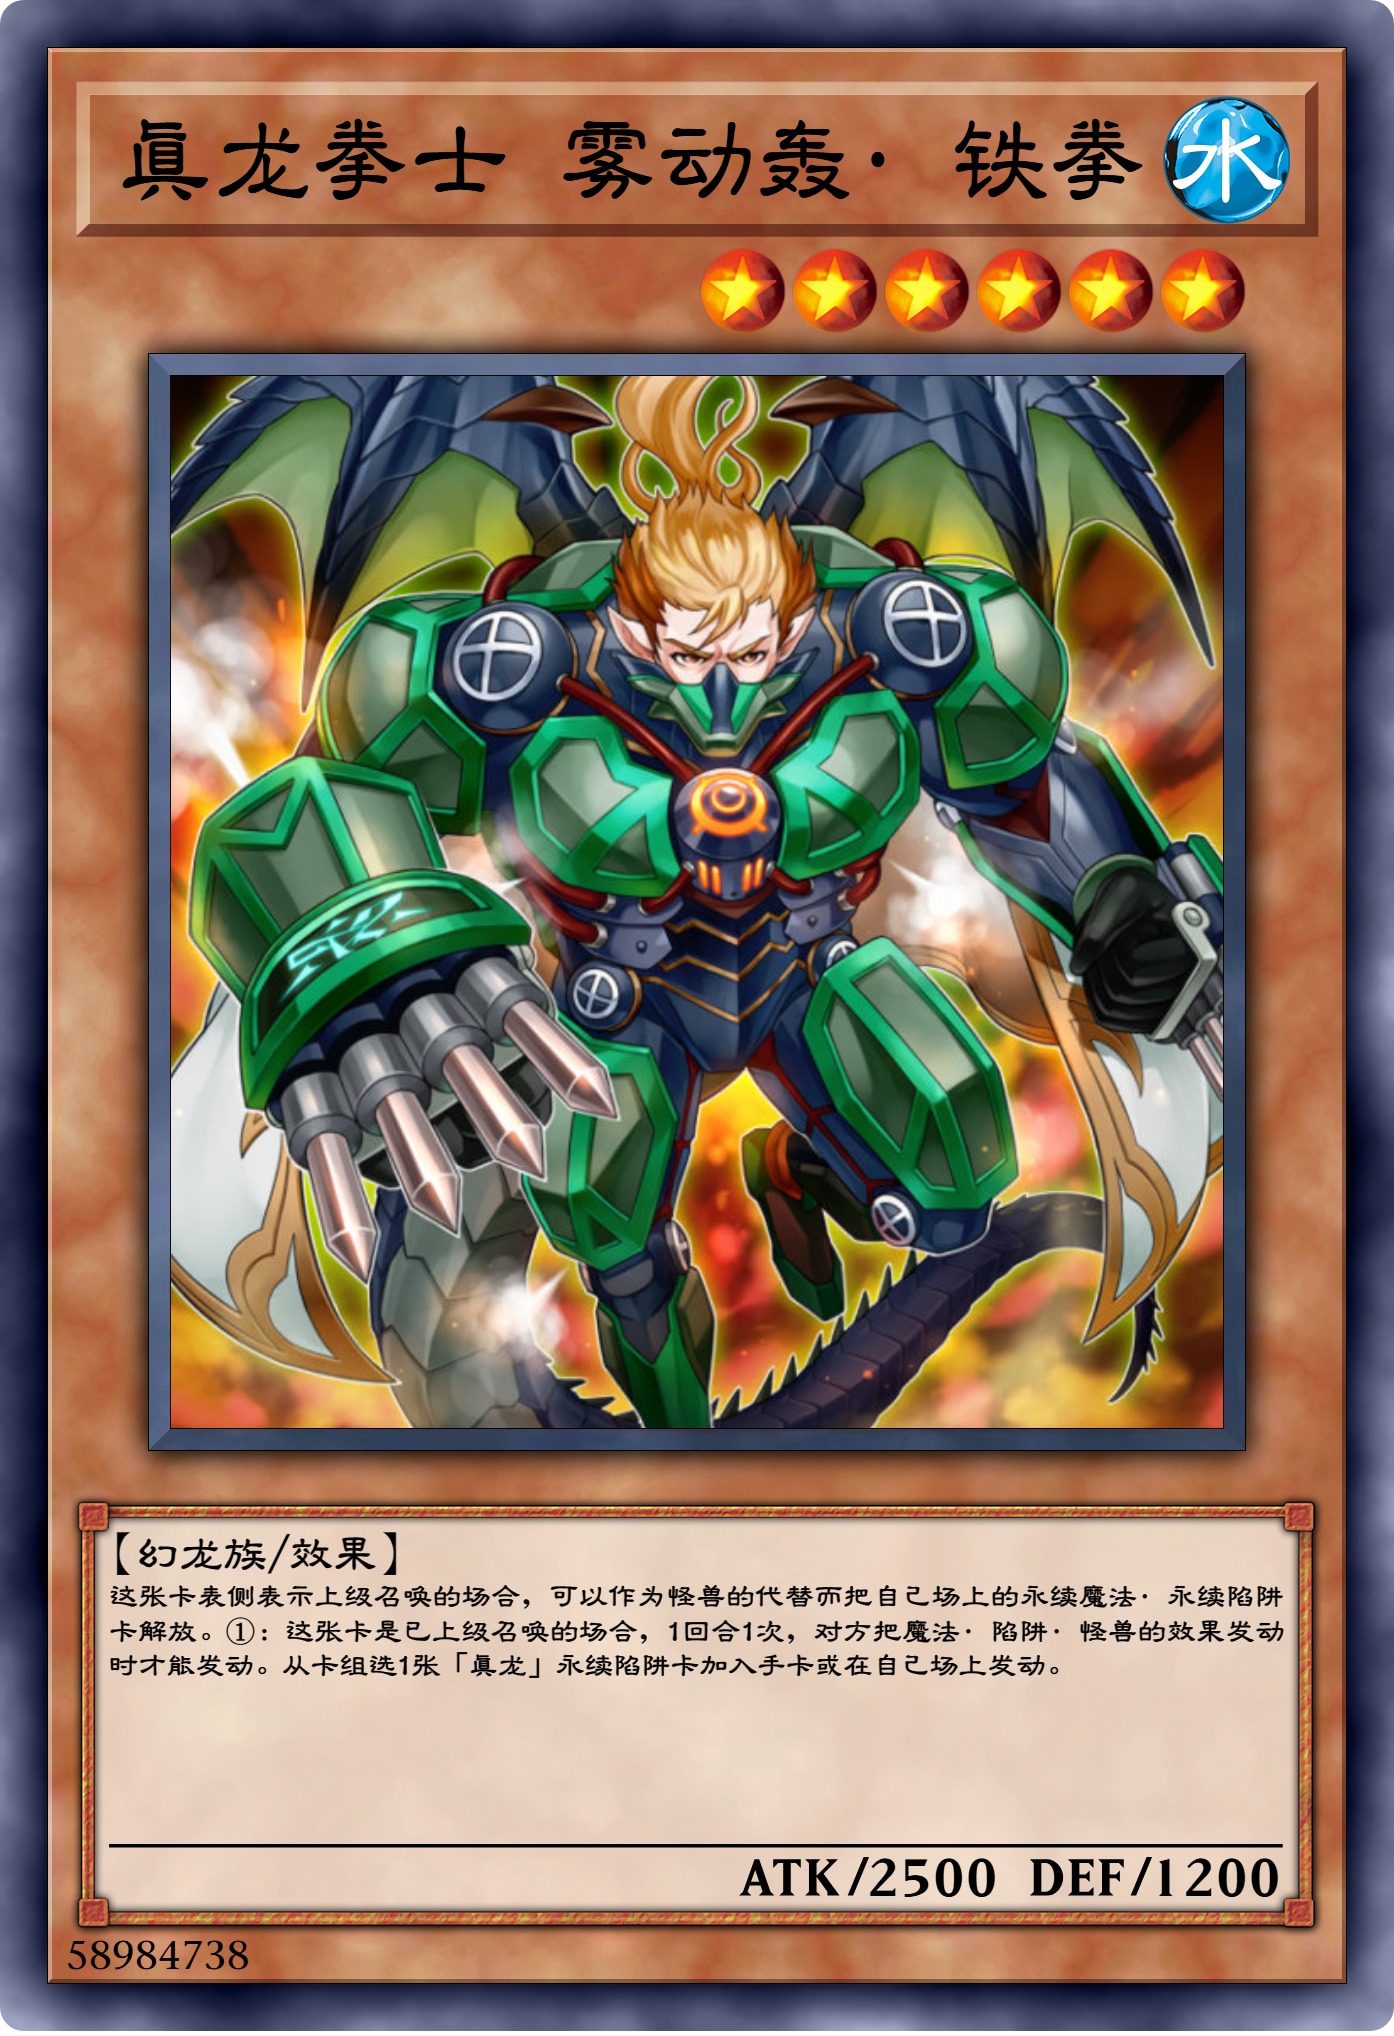 眞龙拳士 雾动轰·铁拳 水
【幻龙族/效果】
这张卡表侧表示上级召唤的场合，可以作为怪兽的代替而把自己场上的永续魔法·永续陷阱
卡解放。①：这张卡是已上级召唤的场合，1回合1次，对方把魔法·陷阱·怪兽的效果发动
时才能发动。从卡组选1张「真龙」永续陷阱卡加入手卡或在自己场上发动。
ATK/2500 DEF/1200
58984738